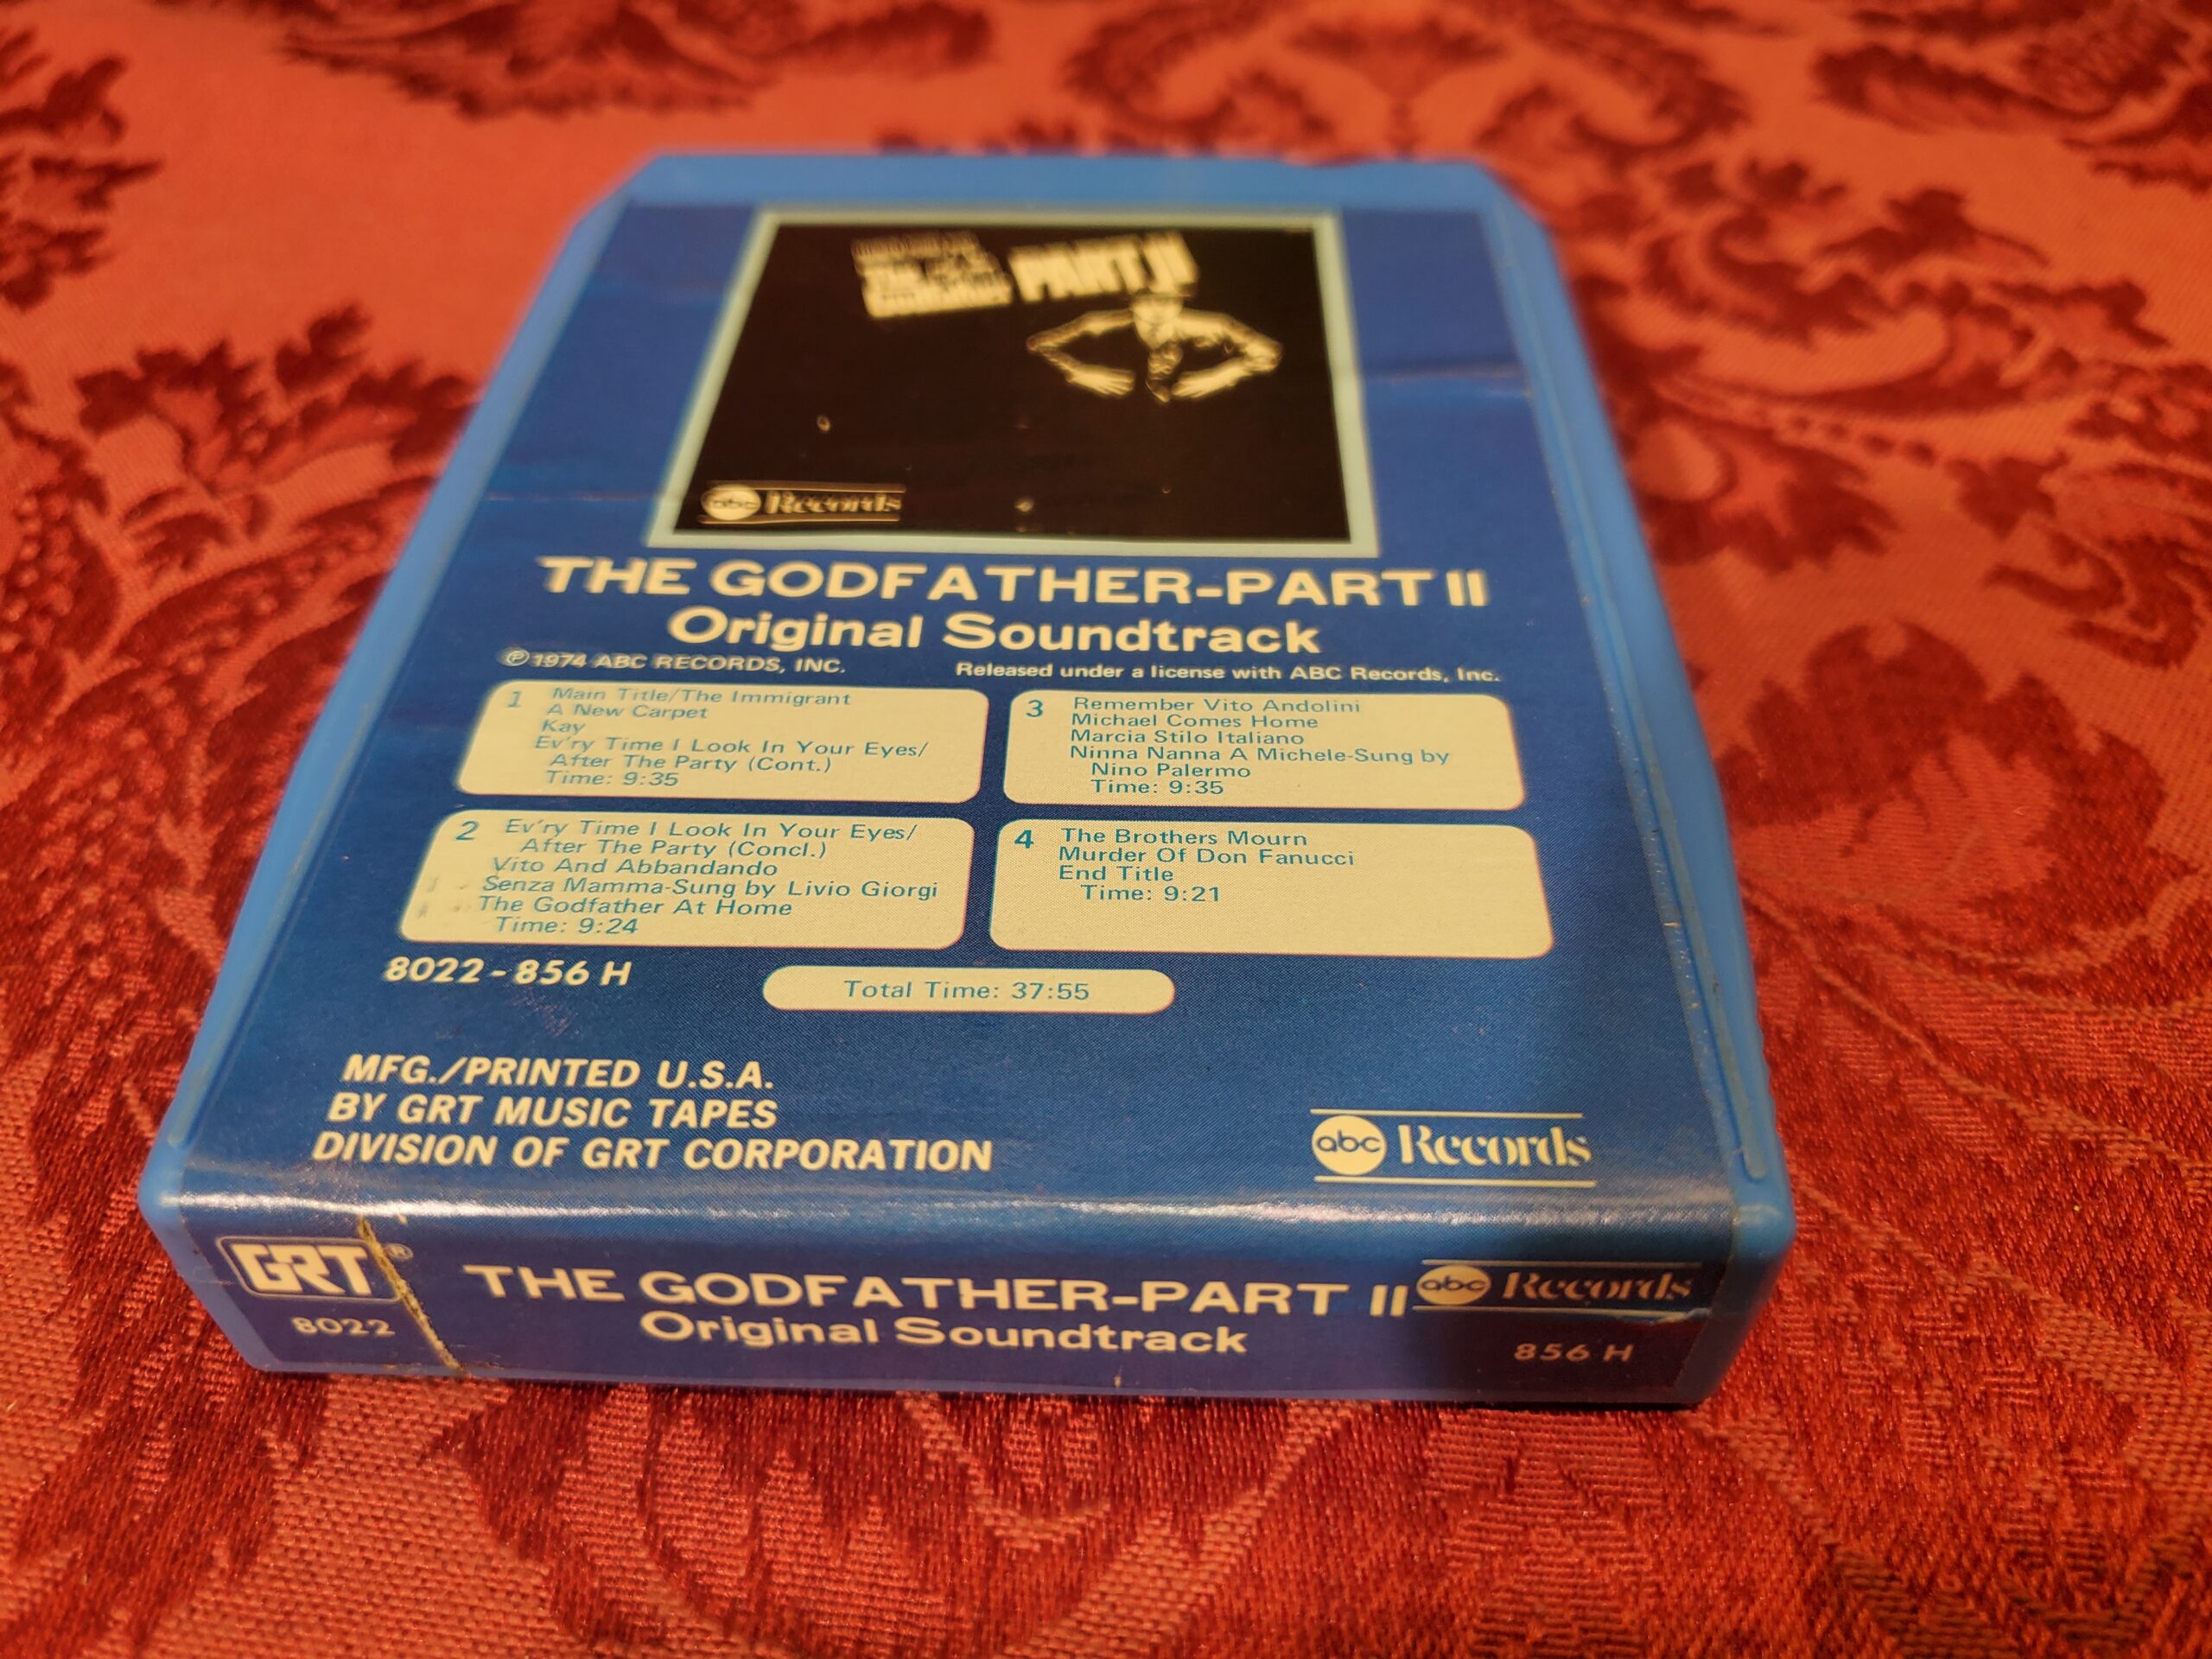 PART II
abc Records
THE GODFATHER-PART II
Original Soundtrack
℗1974 ABC RECORDS, INC.
Released under a license with ABC Records, Inc.
1 Main Title/The Immigrant
A New Carpet
Kay
Ev'ry Time I Look In Your Eyes/
After The Party (Cont.)
Time: 9:35
2 Ev'ry Time I Look In Your Eyes/
After The Party (Concl.)
Vito And Abbandando
Senza Mamma-Sung by Livio Giorgi
The Godfather At Home
Time: 9:24
3 Remember Vito Andolini
Michael Comes Home
Marcia Stilo Italiano
Ninna Nanna A Michele-Sung by
Nino Palermo
Time: 9:35
4 The Brothers Mourn
Murder Of Don Fanucci
End Title
Time: 9:21
8022-856 H
Total Time: 37:55
MFG./PRINTED U.S.A.
BY GRT MUSIC TAPES
DIVISION OF GRT CORPORATION
abc Records
GRT®
8022
THE GODFATHER-PART II
Original Soundtrack
abc Records
856 H